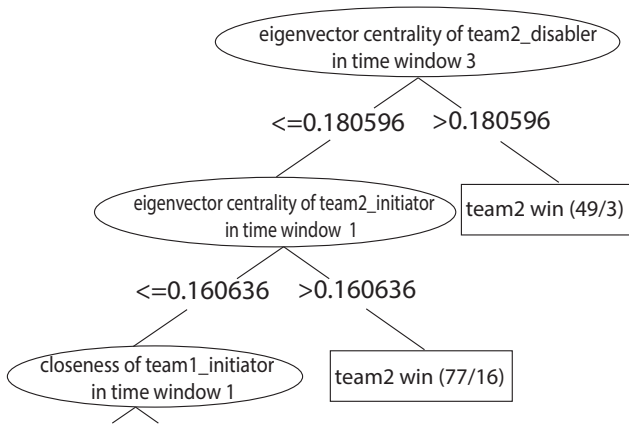 eigenvector centrality of team2_disabler
in time window 3
<=0.180596
>0.180596
eigenvector centrality of team2_initiator
in time window 1
team2 win (49/3)
<=0.160636
>0.160636
closeness of team1_initiator
in time window 1
team2 win (77/16)